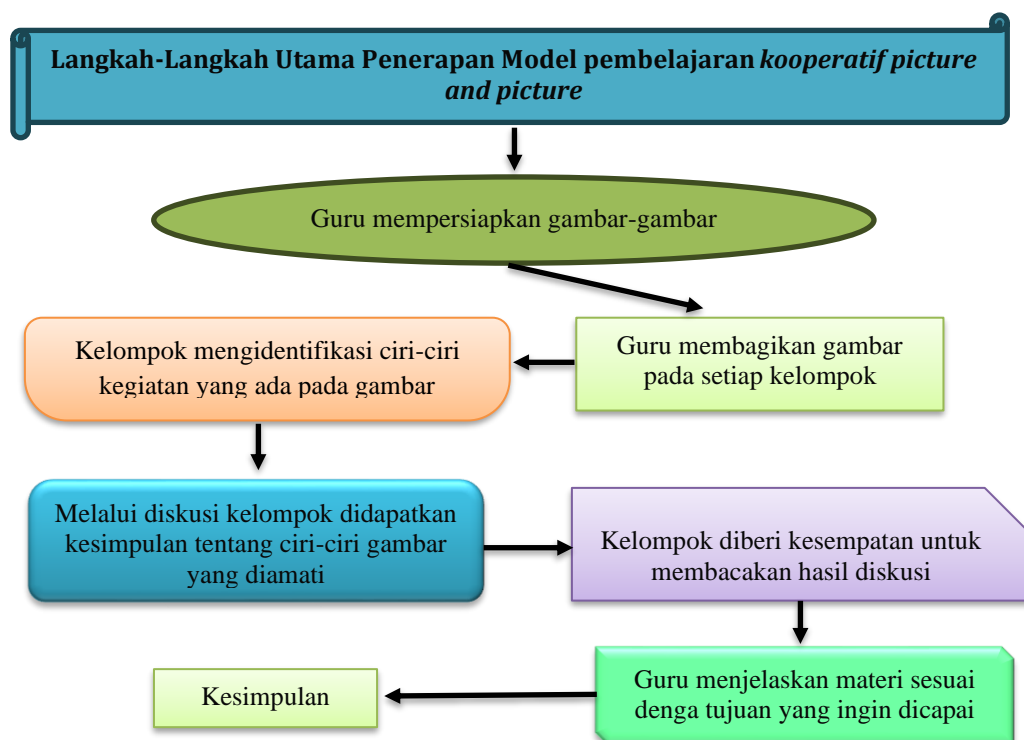 Langkah-Langkah Utama Penerapan Model pembelajaran kooperatif picture
and picture
Guru mempersiapkan gambar-gambar
Guru membagikan gambar
pada setiap kelompok
Kelompok mengidentifikasi ciri-ciri
kegiatan yang ada pada gambar
Melalui diskusi kelompok didapatkan
kesimpulan tentang ciri-ciri gambar
yang diamati
Kelompok diberi kesempatan untuk
membacakan hasil diskusi
Guru menjelaskan materi sesuai
denga tujuan yang ingin dicapai
Kesimpulan